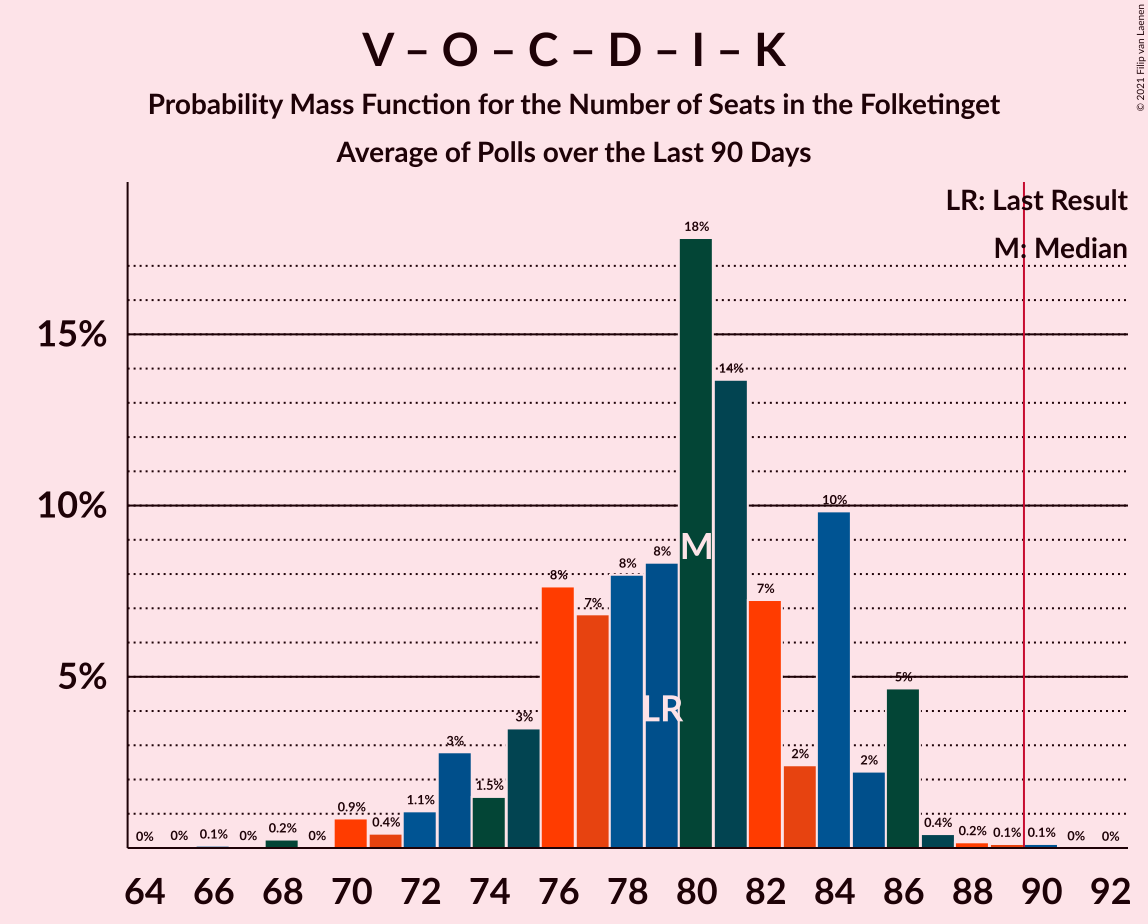 V – O – C – D – I – K
Probability Mass Function for the Number of Seats in the Folketinget
Average of Polls over the Last 90 Days
© 2021 Filip van Laenen
LR: Last Result
M: Median
15%
10%
5%
0% 0% 0.1% 0% 0.2% 0% 0.9% 0.4% 1.1% 3% 1.5% 3% 8% 7% 8% 8% 18% 14% 7% 2% 10% 2% 5% 0.4% 0.2% 0.1% 0.1% 0% 0%
M
LR
64 66 68 70 72 74 76 78 80 82 84 86 88 90 92